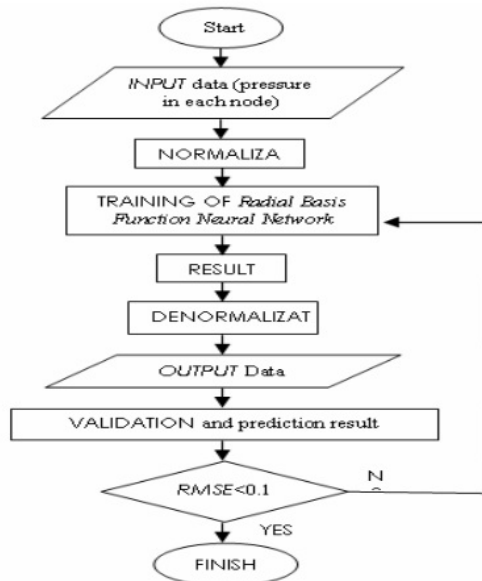 Start
INPUT data (pressure
in each node)
NORMALIZA
TRAINING OF Radial Basis
Function Neural Network
RESULT
DENORMALIZAT
OUTPUT Data
VALIDATION and prediction result
RMSE<0.1
N
YES
FINISH